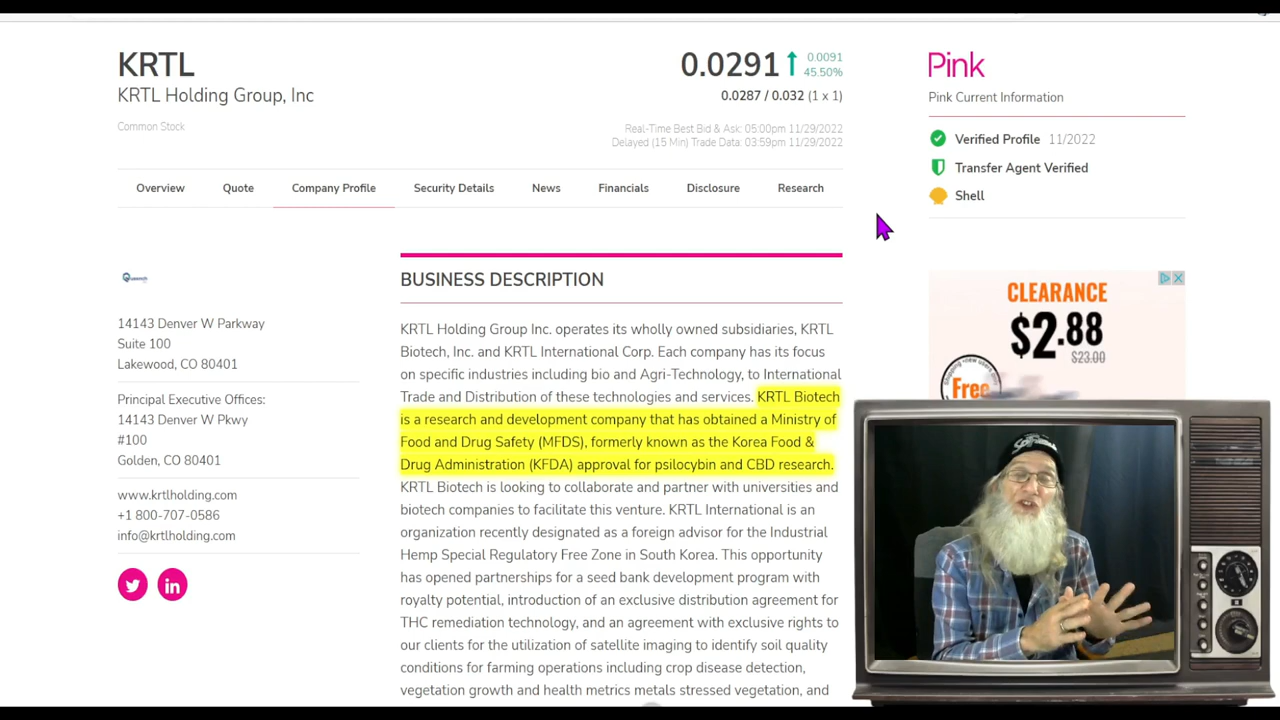 KRTL
KRTL Holding Group, Inc
Common Stock
0.0291
0.0091
45.50%
0.0287 / 0.032 (1 x 1)
Real-Time Best Bid & Ask: 05:00pm 11/29/2022
Delayed (15 Min) Trade Data: 03:59pm 11/29/2022
Pink
Pink Current Information
Verified Profile 11/2022
Transfer Agent Verified
Shell
Overview Quote Company Profile Security Details News Financials Disclosure Research
14143 Denver W Parkway
Suite 100
Lakewood, CO 80401
Principal Executive Offices:
14143 Denver W Pkwy
#100
Golden, CO 80401
www.krtlholding.com
+1 800-707-0586
info@krtlholding.com
BUSINESS DESCRIPTION
KRTL Holding Group Inc. operates its wholly owned subsidiaries, KRTL
Biotech, Inc. and KRTL International Corp. Each company has its focus
on specific industries including bio and Agri-Technology, to International
Trade and Distribution of these technologies and services. KRTL Biotech
is a research and development company that has obtained a Ministry of
Food and Drug Safety (MFDS), formerly known as the Korea Food &
Drug Administration (KFDA) approval for psilocybin and CBD research.
KRTL Biotech is looking to collaborate and partner with universities and
biotech companies to facilitate this venture. KRTL International is an
organization recently designated as a foreign advisor for the Industrial
Hemp Special Regulatory Free Zone in South Korea. This opportunity
has opened partnerships for a seed bank development program with
royalty potential, introduction of an exclusive distribution agreement for
THC remediation technology, and an agreement with exclusive rights to
our clients for the utilization of satellite imaging to identify soil quality
conditions for farming operations including crop disease detection,
vegetation growth and health metrics metals stressed vegetation, and
CLEARANCE
$2.88
$23.00
Free